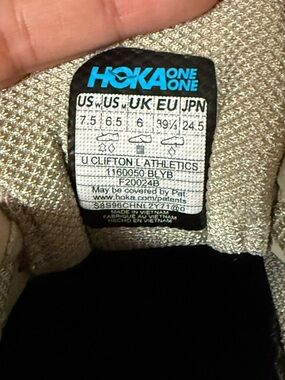 HOKA ONE ONE
US W US M UK EU JPN
7.5 6.5 6 39⅓ 24.5
U CLIFTON L ATHLETICS
1160050 BLYB
F20024B
May be covered by Pat.
www.hoka.com/patents
MADE IN VIETNAM
FABRIQUÉ AU VIETNAM
HECHO EN VIETNAM